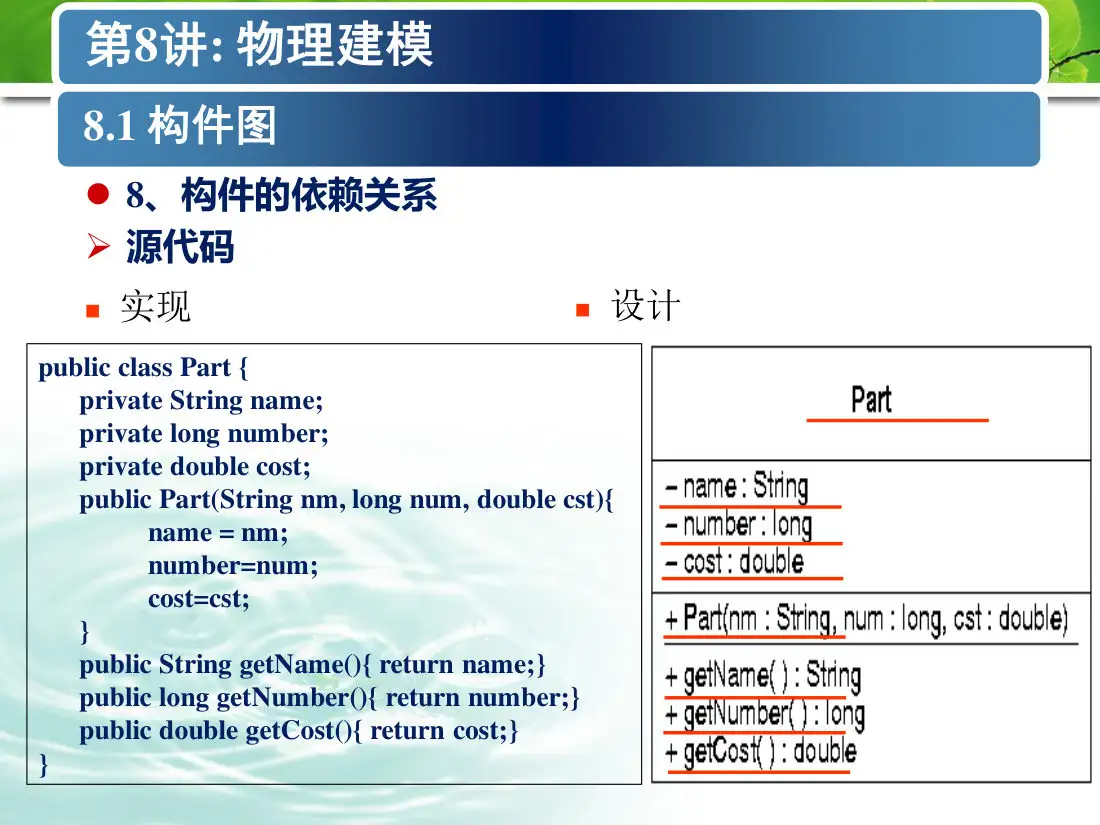 第8讲: 物理建模
8.1 构件图
8、构件的依赖关系
源代码
实现
设计
public class Part {
private String name;
private long number;
private double cost;
public Part(String nm, long num, double cst){
name = nm;
number=num;
cost=cst;
}
public String getName(){ return name;}
public long getNumber(){ return number;}
public double getCost(){ return cost;}
}
Part
– name : String
– number : long
– cost : double
+ Part(nm : String, num : long, cst : double)
+ getName( ) : String
+ getNumber( ) : long
+ getCost( ) : double